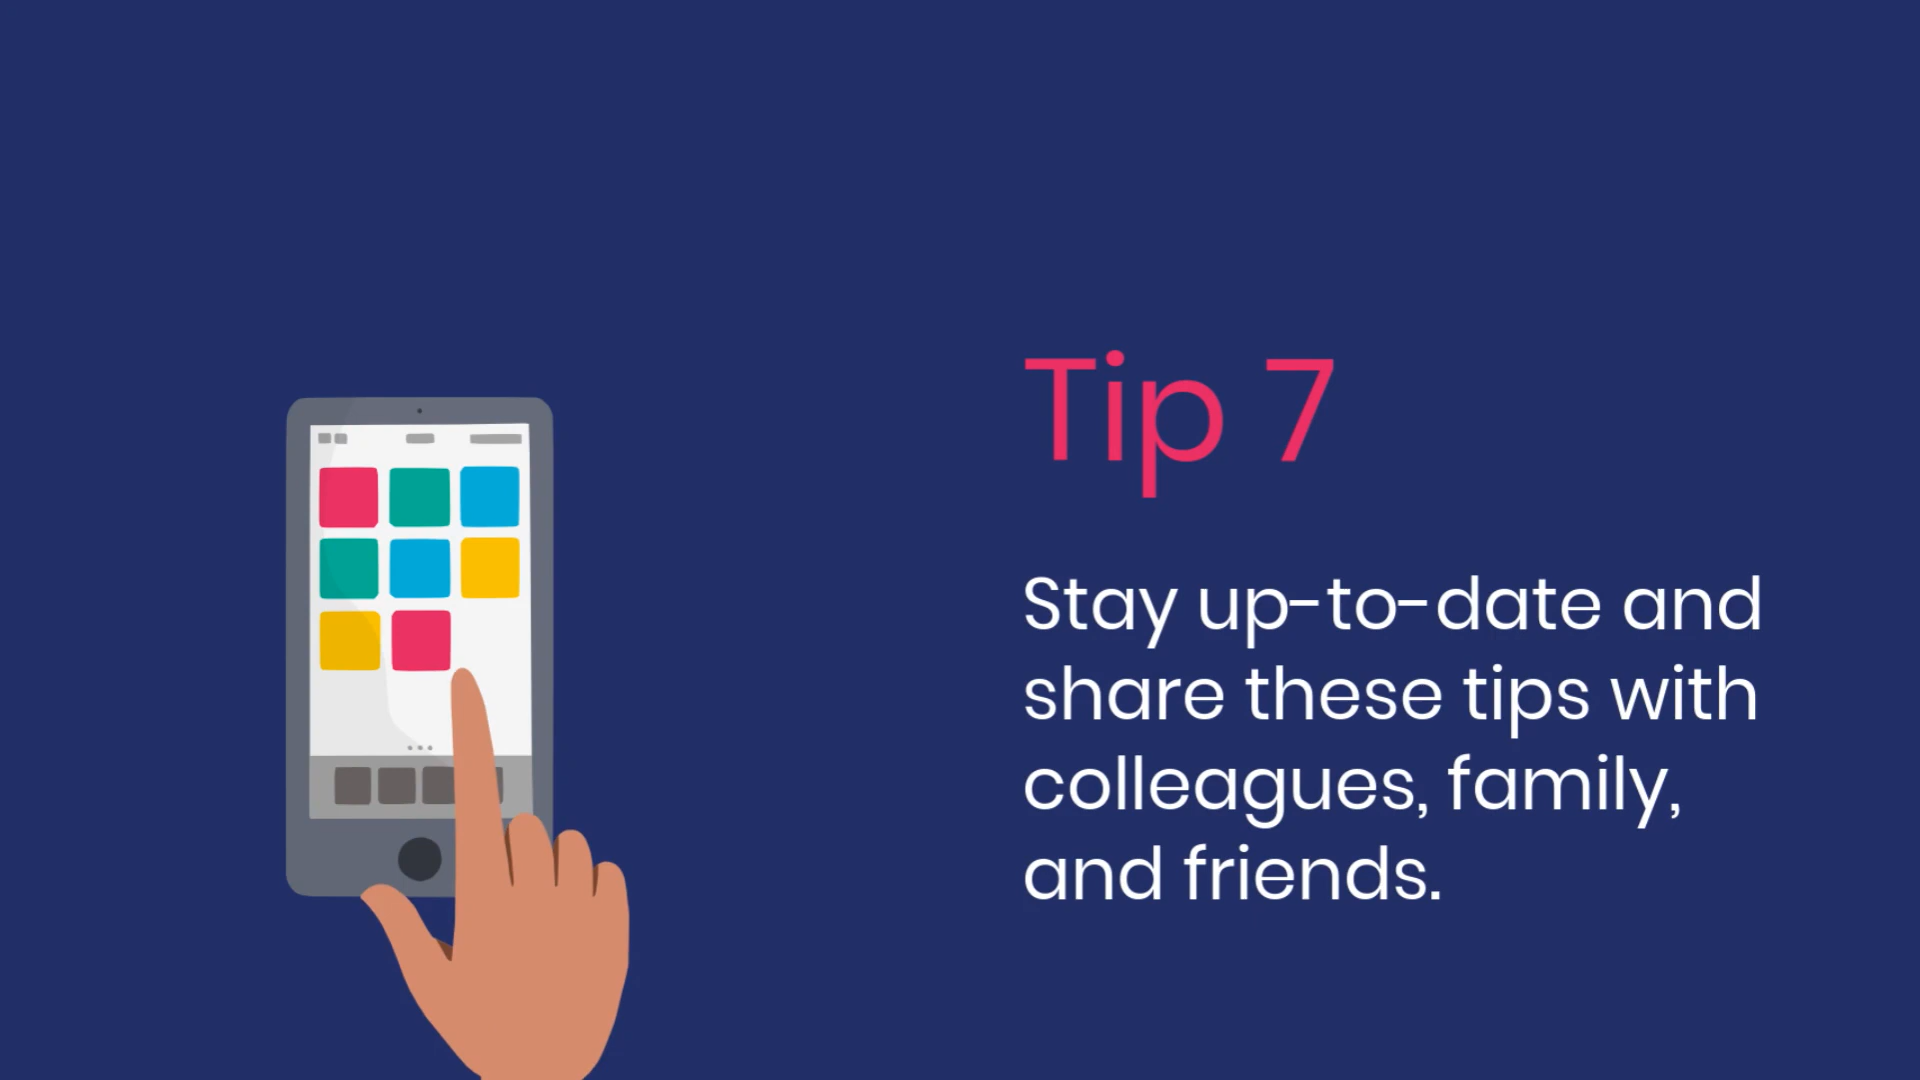 Tip 7
Stay up-to-date and
share these tips with
colleagues, family,
and friends.